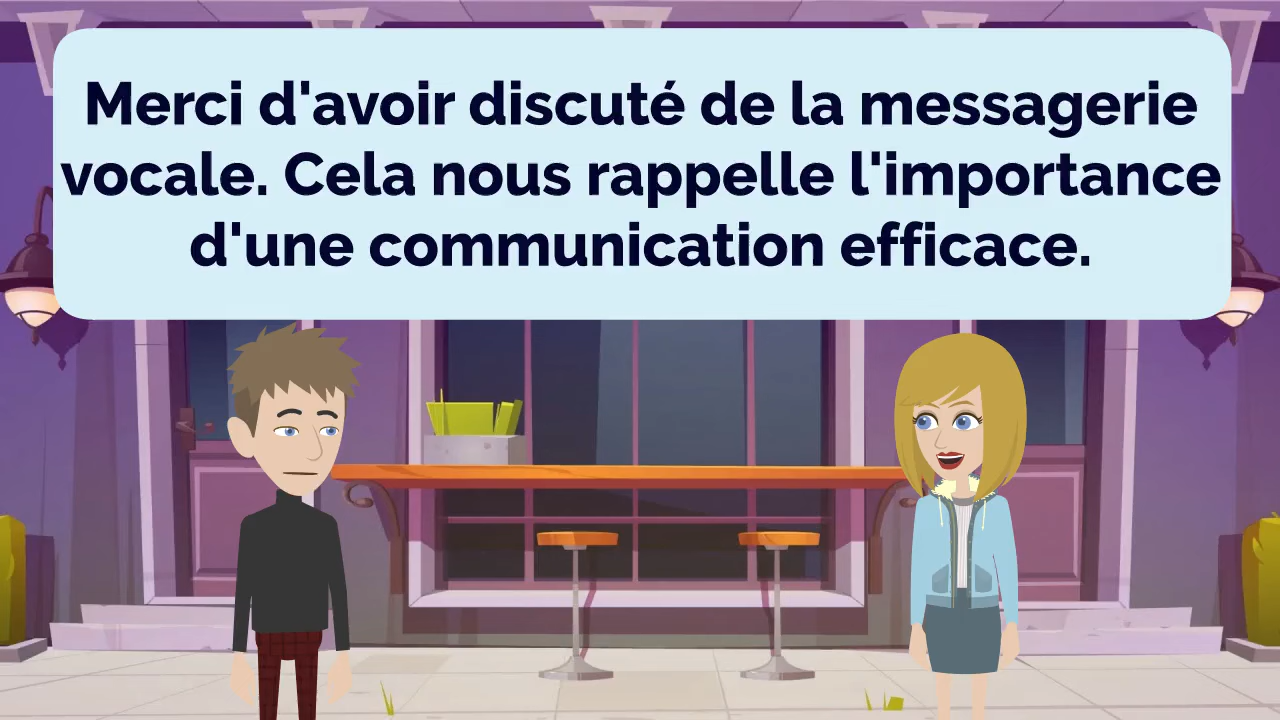 Merci d'avoir discuté de la messagerie
vocale. Cela nous rappelle l'importance
d'une communication efficace.